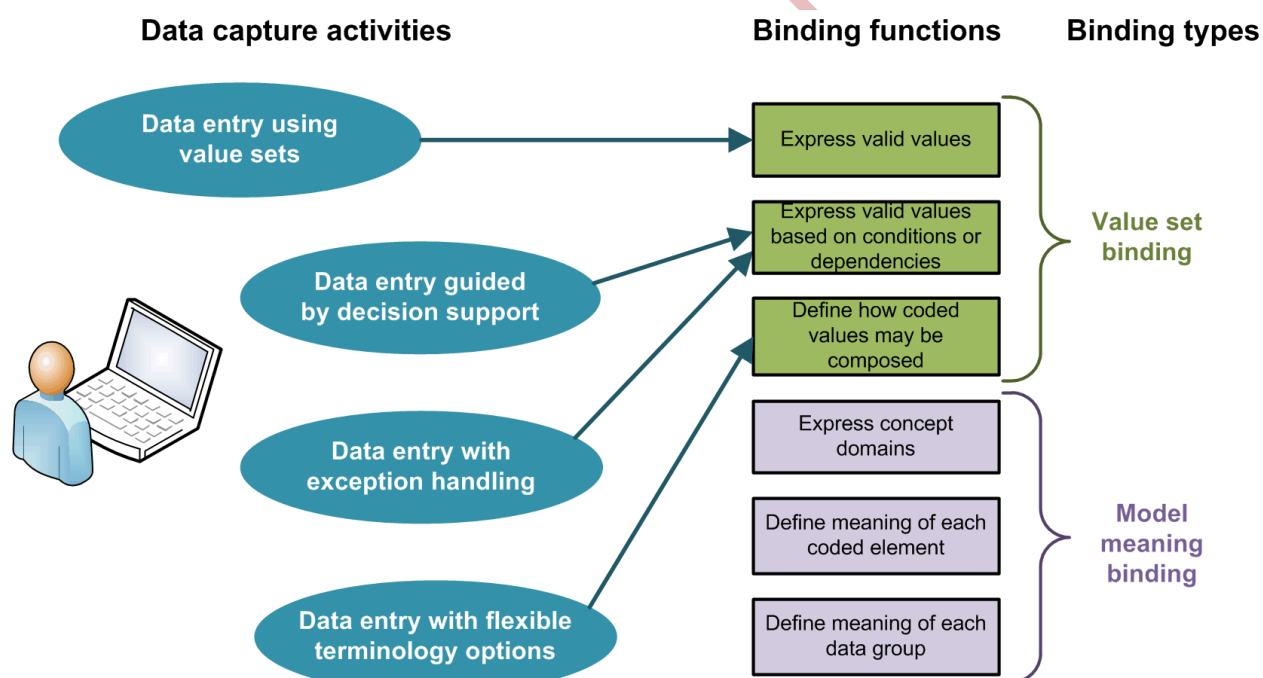 Data capture activities
Binding functions
Binding types
Data entry using
value sets
Express valid values
Express valid values
based on conditions or
dependencies
Value set
binding
Data entry guided
by decision support
Define how coded
values may be
composed
Data entry with
exception handling
Express concept
domains
Define meaning of each
coded element
Model
meaning
binding
Data entry with flexible
terminology options
Define meaning of each
data group